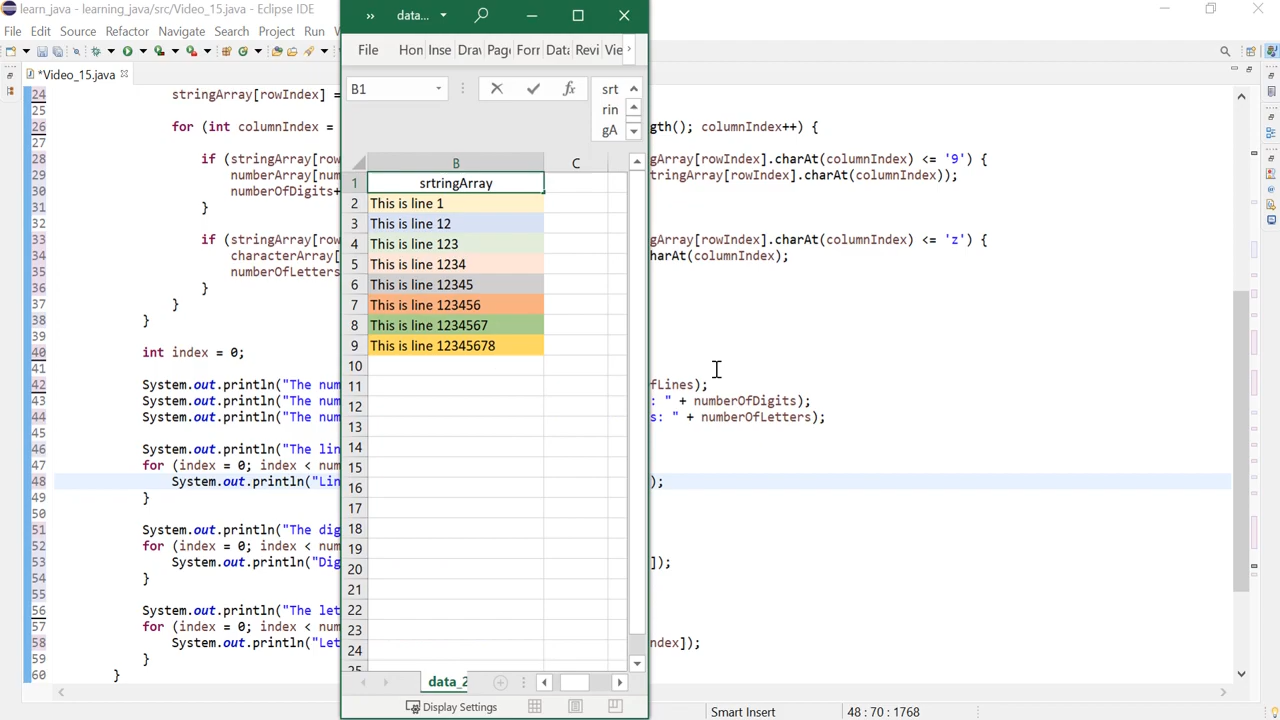 learn_java - learning_java/src/Video_15.java - Eclipse IDE
File Edit Source Refactor Navigate Search Project Run
*Video_15.java
24 stringArray[rowIndex] =
25
26 for (int columnIndex = gth(); columnIndex++) {
27
28 if (stringArray[row gArray[rowIndex].charAt(columnIndex) <= '9') {
29 numberArray[num tringArray[rowIndex].charAt(columnIndex));
30 numberOfDigits+
31 }
32
33 if (stringArray[row gArray[rowIndex].charAt(columnIndex) <= 'z') {
34 characterArray[ harAt(columnIndex);
35 numberOfLetters
36 }
37 }
38 }
39
40 int index = 0;
41
42 System.out.println("The num fLines);
43 System.out.println("The num : " + numberOfDigits);
44 System.out.println("The num s: " + numberOfLetters);
45
46 System.out.println("The lin
47 for (index = 0; index < num
48 System.out.println("Lin );
49 }
50
51 System.out.println("The dig
52 for (index = 0; index < num
53 System.out.println("Dig ]);
54 }
55
56 System.out.println("The let
57 for (index = 0; index < num
58 System.out.println("Let ndex]);
59 }
60 }
Smart Insert 48 : 70 : 1768
data...
File Hon Inse Drav Page Forr Data Revi Vie
B1 fx srt
rin
gA
B C
1 srtringArray
2 This is line 1
3 This is line 12
4 This is line 123
5 This is line 1234
6 This is line 12345
7 This is line 123456
8 This is line 1234567
9 This is line 12345678
10
11
12
13
14
15
16
17
18
19
20
21
22
23
24
25
data_2
Display Settings